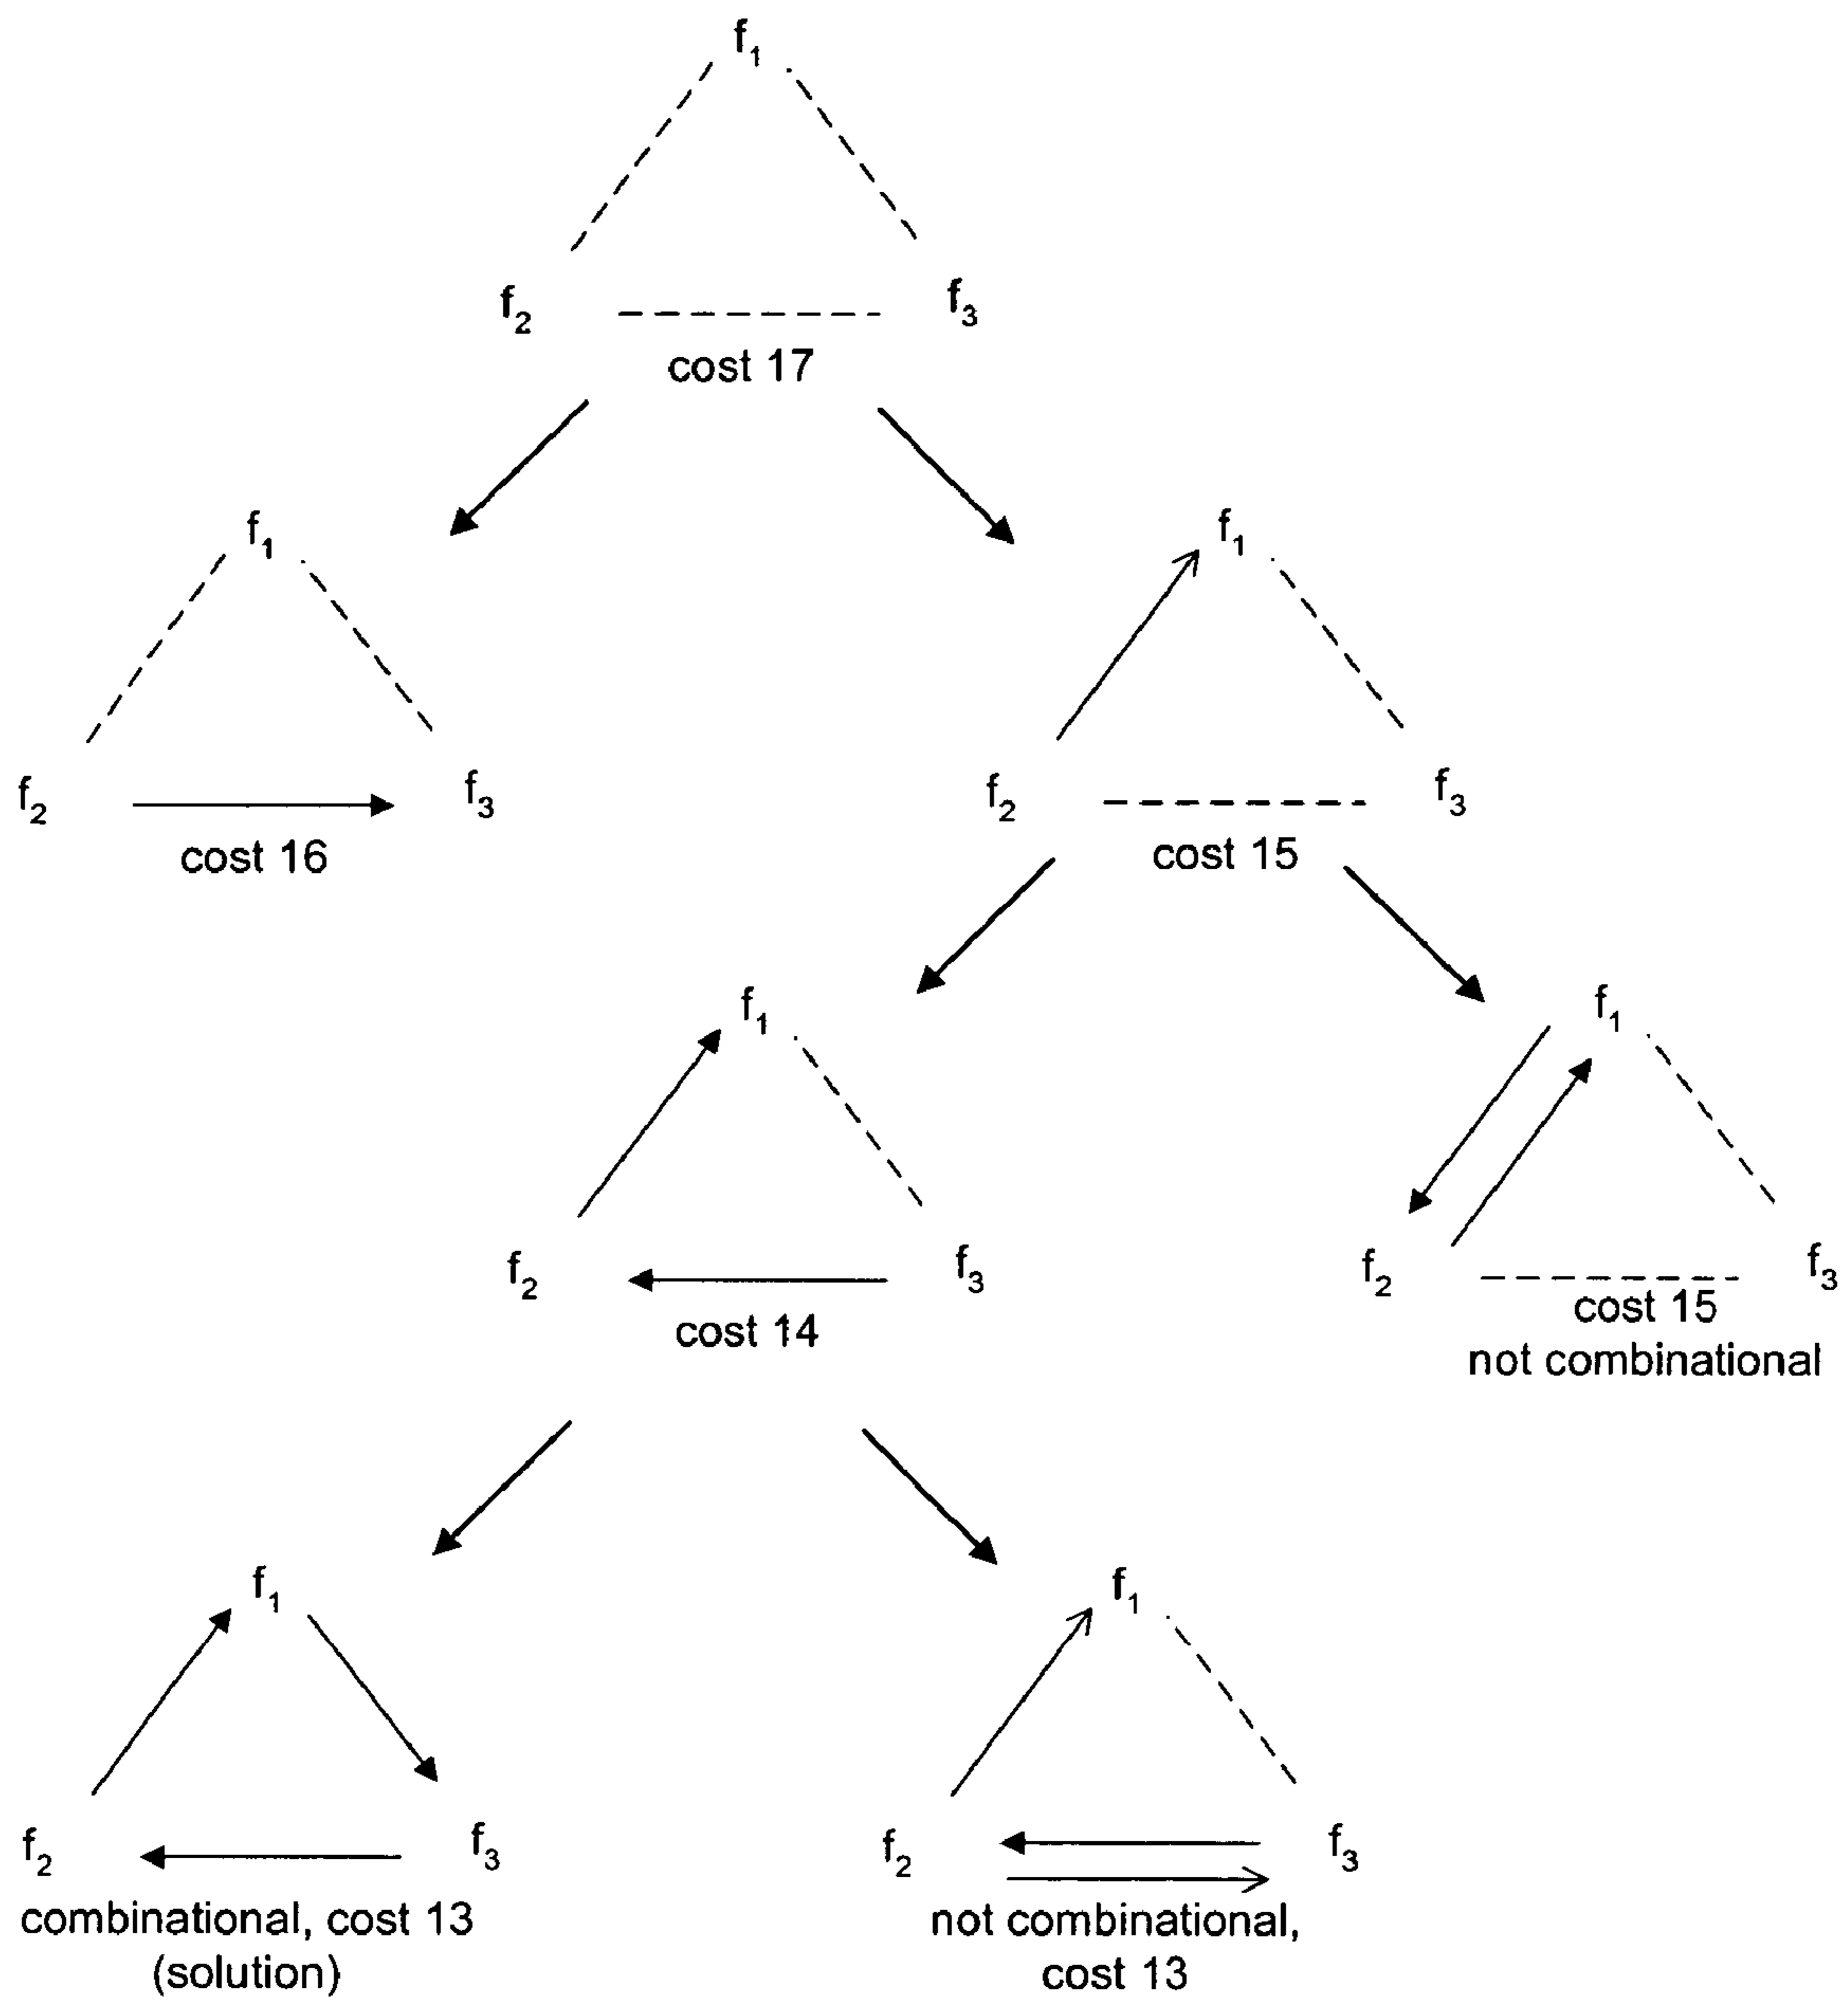 f1
f2 f3
cost 17
f1
f1
f2 f3
cost 16
f2 f3
cost 15
f1
f1
f2 f3
cost 14
f2 f3
cost 15
not combinational
f1
f1
f2 f3
combinational, cost 13
(solution)
f2 f3
not combinational,
cost 13